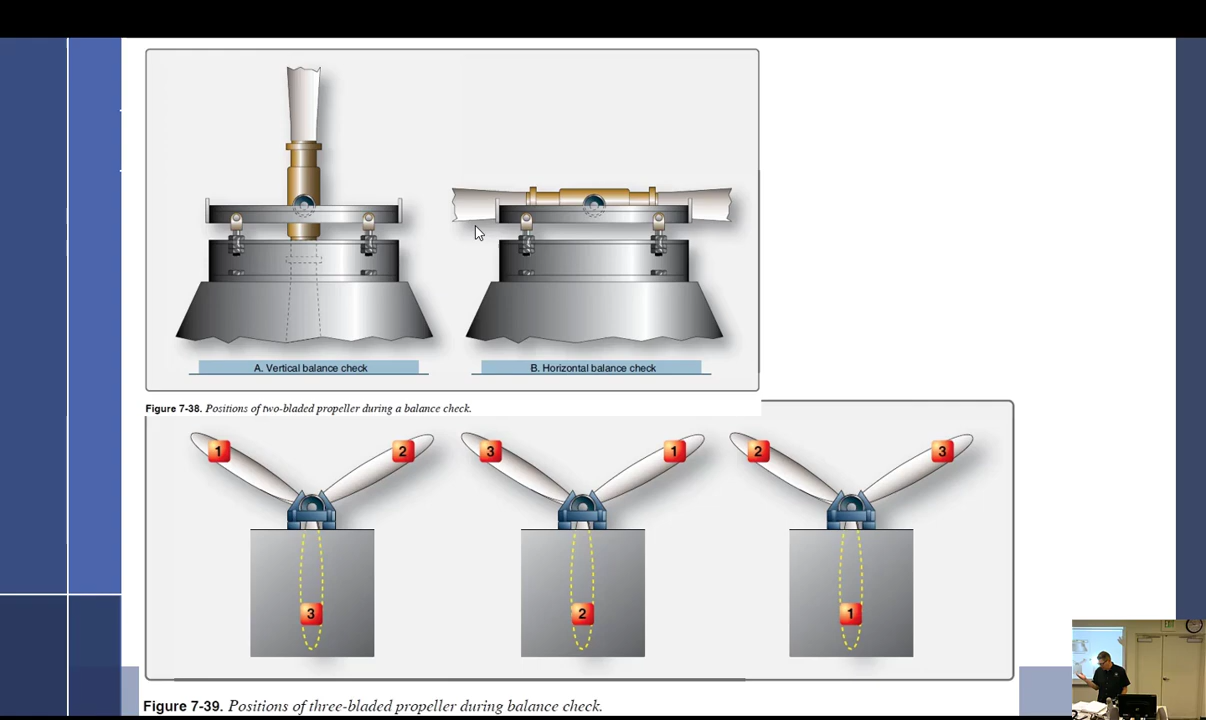 A. Vertical balance check
B. Horizontal balance check
Figure 7-38. Positions of two-bladed propeller during a balance check.
1
2
3
1
2
3
3
2
1
Figure 7-39. Positions of three-bladed propeller during balance check.